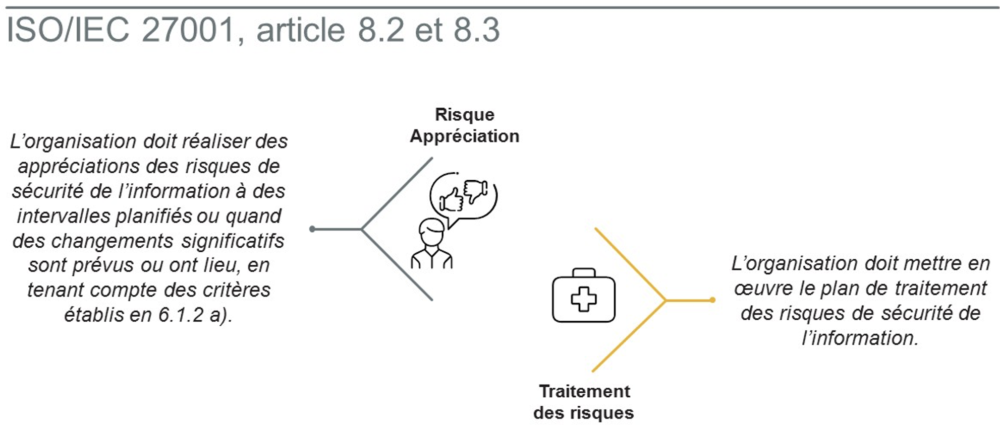 ISO/IEC 27001, article 8.2 et 8.3
Risque
Appréciation
L’organisation doit réaliser des
appréciations des risques de
sécurité de l’information à des
intervalles planifiés ou quand
des changements significatifs
sont prévus ou ont lieu, en
tenant compte des critères
établis en 6.1.2 a).
L’organisation doit mettre en
œuvre le plan de traitement
des risques de sécurité de
l’information.
Traitement
des risques